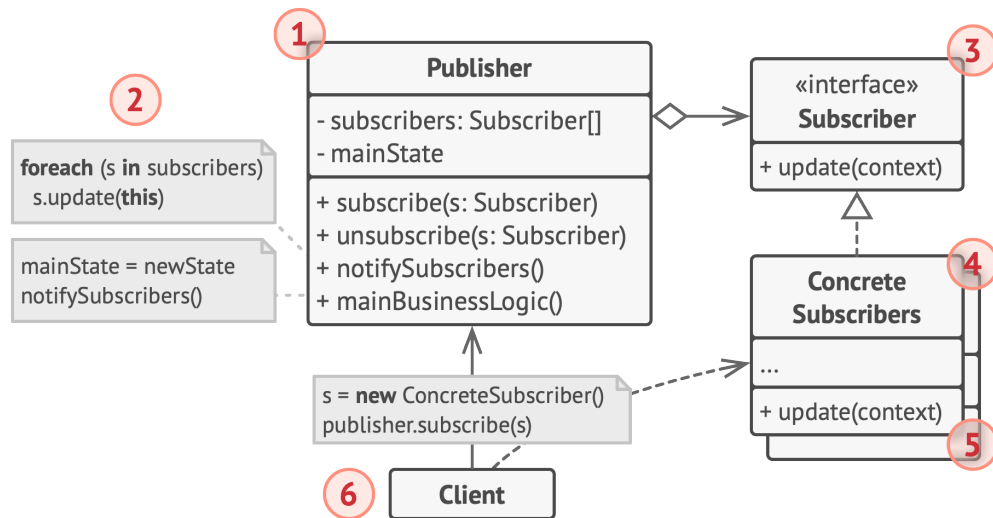 1
Publisher
- subscribers: Subscriber[]
- mainState
+ subscribe(s: Subscriber)
+ unsubscribe(s: Subscriber)
+ notifySubscribers()
+ mainBusinessLogic()
2
foreach (s in subscribers)
s.update(this)
mainState = newState
notifySubscribers()
3
«interface»
Subscriber
+ update(context)
4
Concrete
Subscribers
...
+ update(context)
5
s = new ConcreteSubscriber()
publisher.subscribe(s)
6
Client